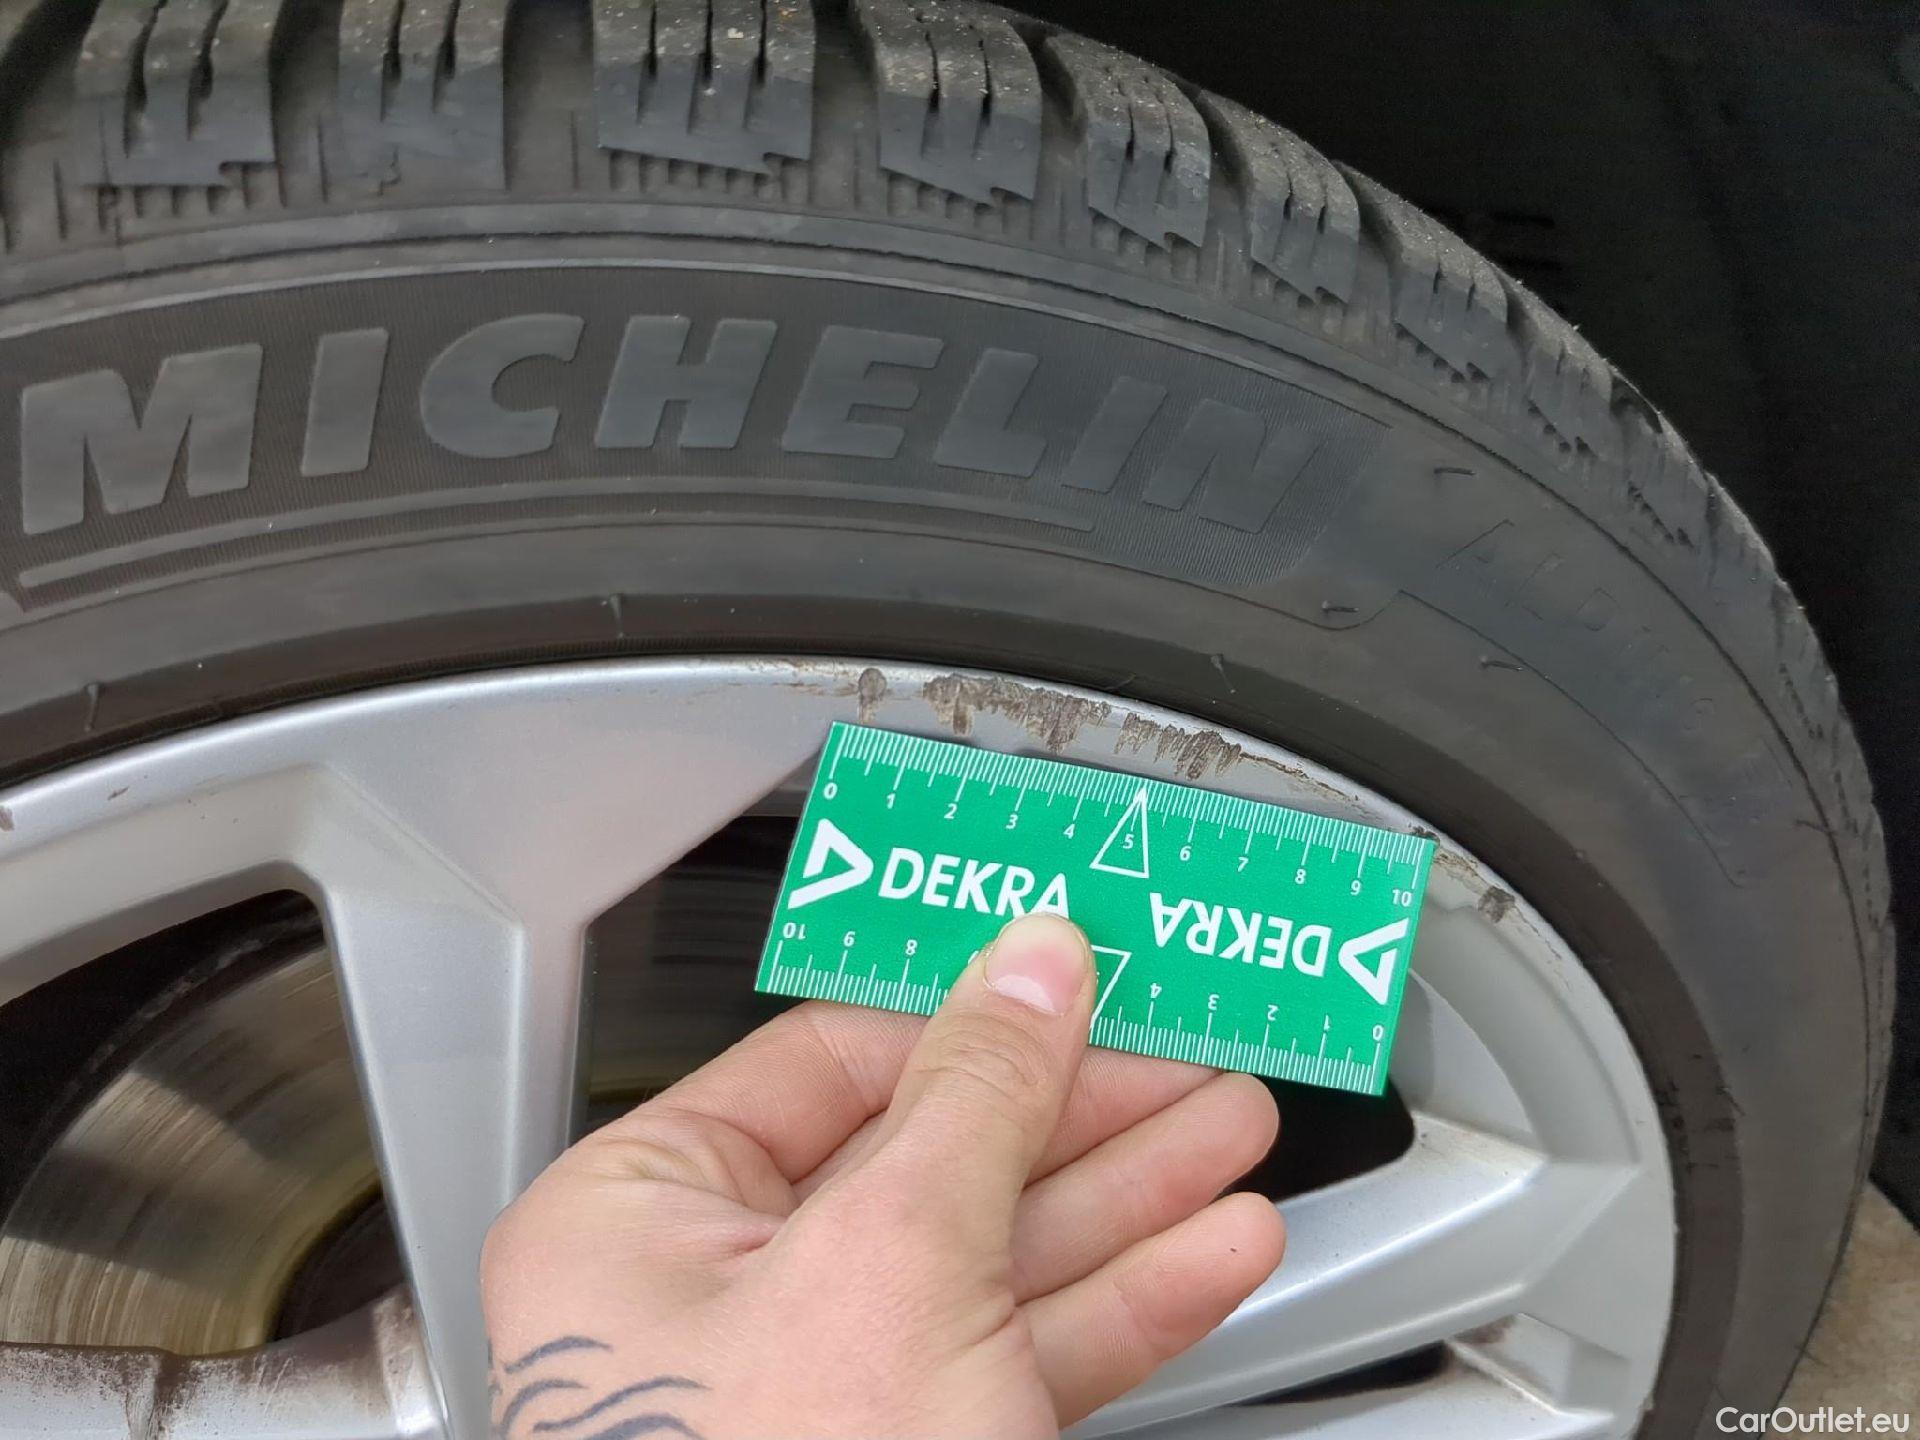 MICHELIN
ALPIN
0 1 2 3 4 5 6 7 8 9 10
DEKRA
DEKRA
10 9 8
4 3 2 1 0
CarOutlet.eu